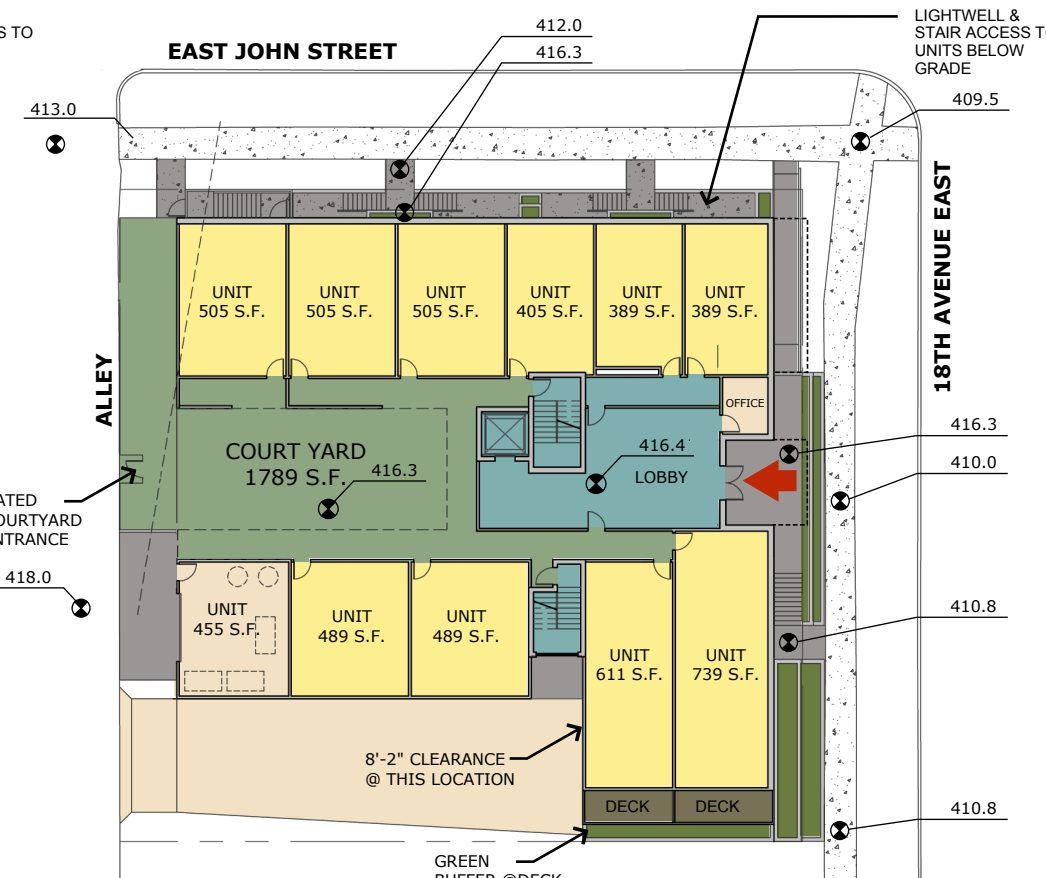 S TO
EAST JOHN STREET
412.0
416.3
LIGHTWELL &
STAIR ACCESS TO
UNITS BELOW
GRADE
413.0
409.5
18TH AVENUE EAST
ALLEY
UNIT
505 S.F.
UNIT
505 S.F.
UNIT
505 S.F.
UNIT
405 S.F.
UNIT
389 S.F.
UNIT
389 S.F.
OFFICE
COURT YARD
1789 S.F.
416.3
416.4
LOBBY
416.3
410.0
ATED
OURTYARD
NTRANCE
418.0
UNIT
455 S.F.
UNIT
489 S.F.
UNIT
489 S.F.
UNIT
611 S.F.
UNIT
739 S.F.
410.8
8'-2" CLEARANCE
@ THIS LOCATION
DECK
DECK
410.8
GREEN
BUFFER @DECK